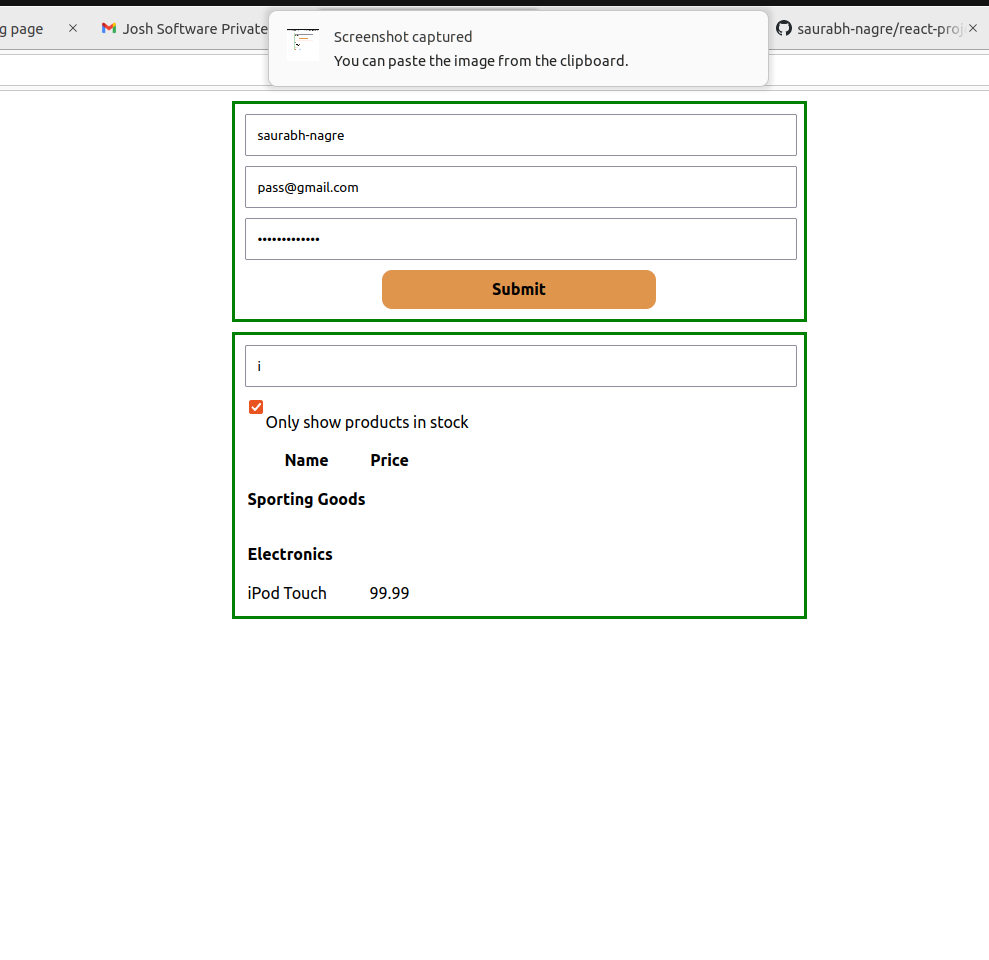 g page
Josh Software Private
saurabh-nagre/react-proj
Screenshot captured
You can paste the image from the clipboard.
saurabh-nagre
pass@gmail.com
•••••••••••••
Submit
i
Only show products in stock
Name Price
Sporting Goods
Electronics
iPod Touch 99.99